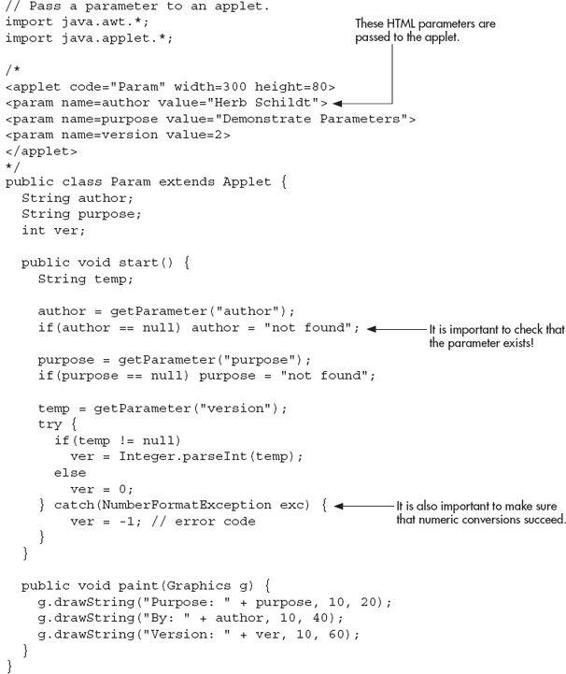 // Pass a parameter to an applet.
import java.awt.*;
import java.applet.*;
These HTML parameters are
passed to the applet.
/*
<applet code="Param" width=300 height=80>
<param name=author value="Herb Schildt">
<param name=purpose value="Demonstrate Parameters">
<param name=version value=2>
</applet>
*/
public class Param extends Applet {
String author;
String purpose;
int ver;
public void start() {
String temp;
author = getParameter("author");
if(author == null) author = "not found";
It is important to check that
the parameter exists!
purpose = getParameter("purpose");
if(purpose == null) purpose = "not found";
temp = getParameter("version");
try {
if(temp != null)
ver = Integer.parseInt(temp);
else
ver = 0;
} catch(NumberFormatException exc) {
It is also important to make sure
that numeric conversions succeed.
ver = -1; // error code
}
}
public void paint(Graphics g) {
g.drawString("Purpose: " + purpose, 10, 20);
g.drawString("By: " + author, 10, 40);
g.drawString("Version: " + ver, 10, 60);
}
}